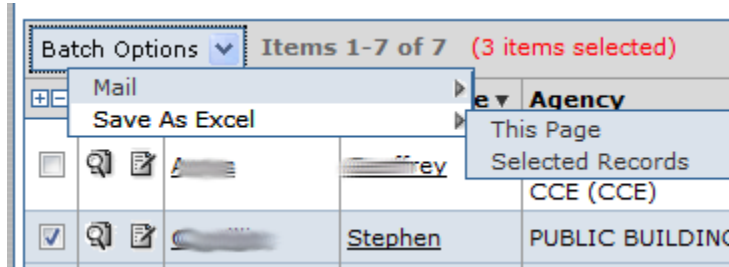 Batch Options Items 1-7 of 7 (3 items selected)
Mail
Save As Excel
Agency
This Page
Selected Records
CCE (CCE)
Stephen PUBLIC BUILDING